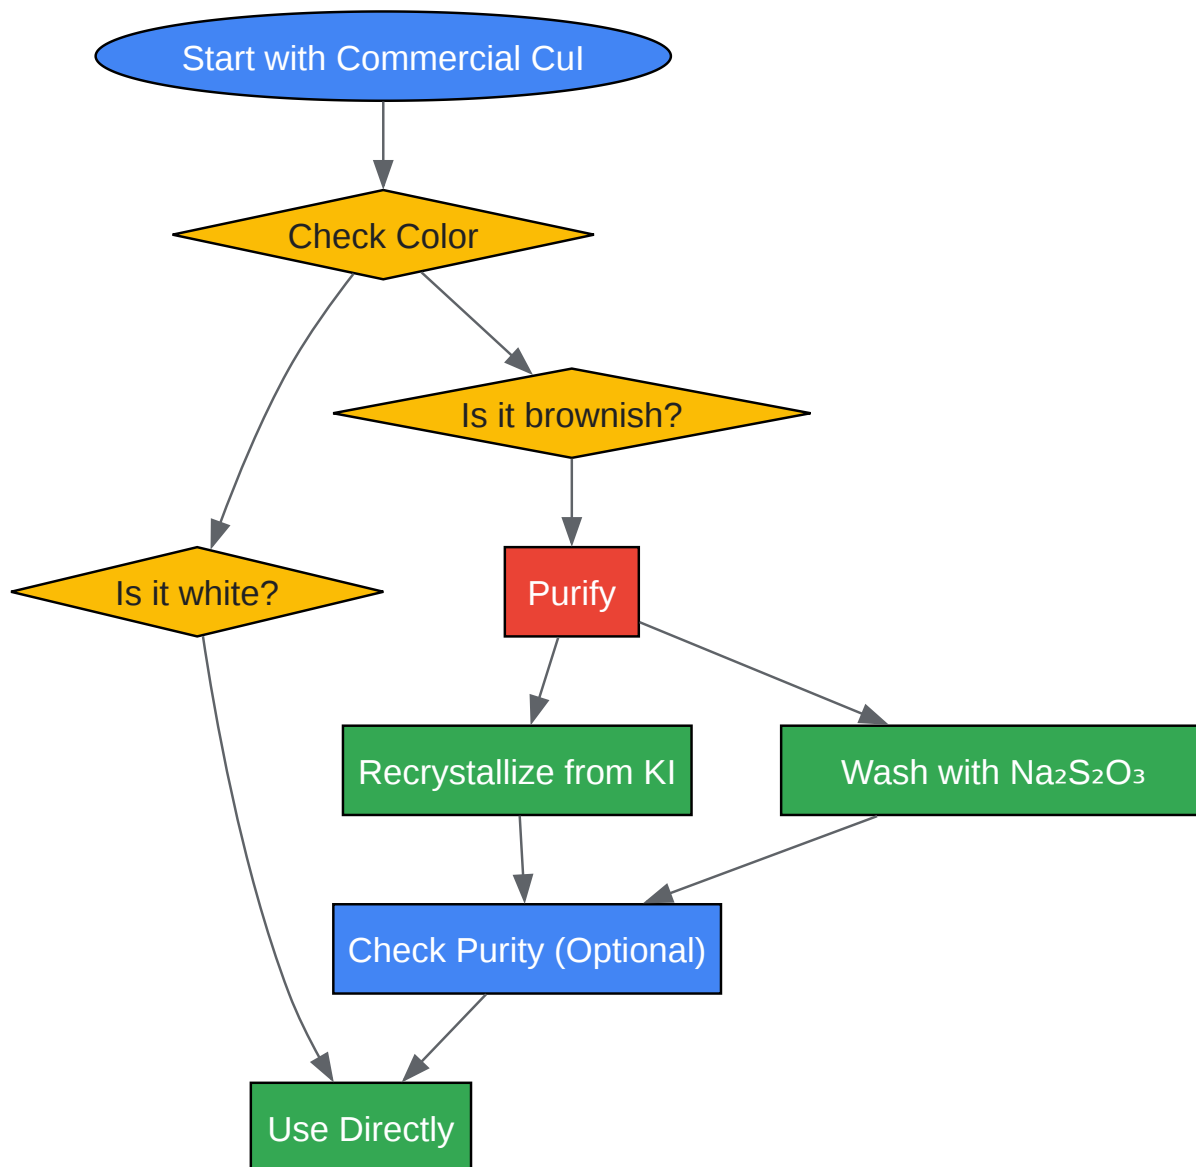 Start with Commercial CuI
Check Color
Is it brownish?
Is it white?
Purify
Recrystallize from KI
Wash with Na₂S₂O₃
Check Purity (Optional)
Use Directly